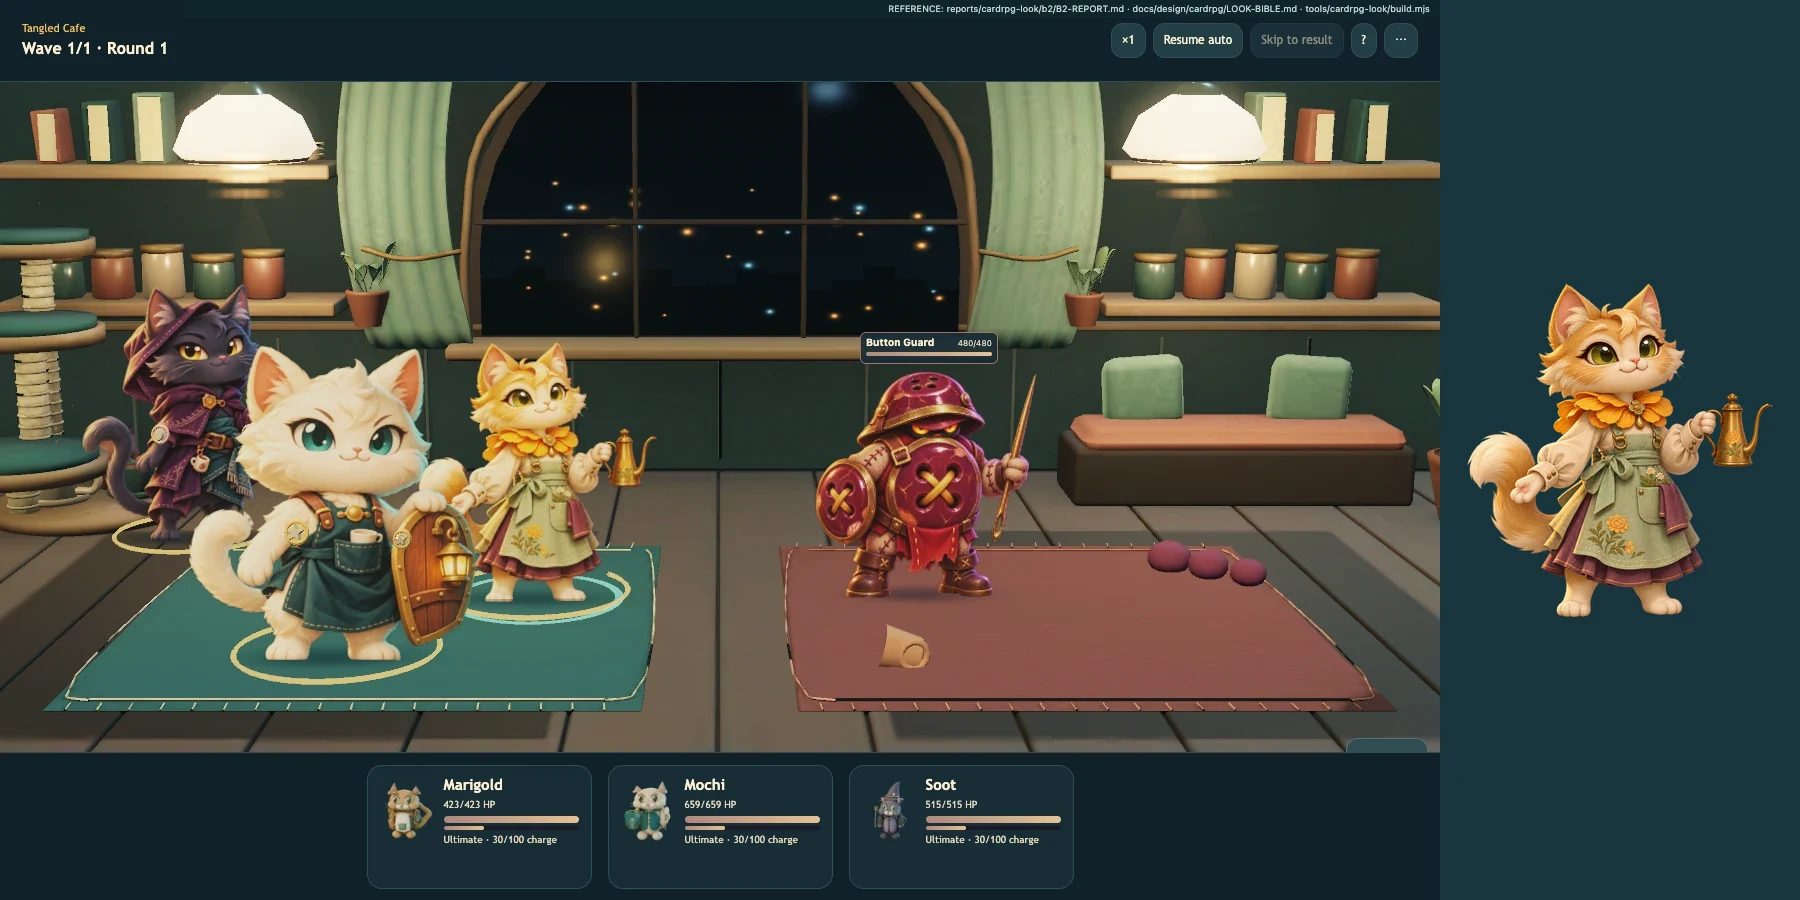 REFERENCE: reports/cardrpg-look/b2/B2-REPORT.md · docs/design/cardrpg/LOOK-BIBLE.md · tools/cardrpg-look/build.mjs
Tangled Cafe
Wave 1/1 · Round 1
×1
Resume auto
Skip to result
?
···
Button Guard 480/480
Marigold
423/423 HP
Ultimate · 30/100 charge
Mochi
659/659 HP
Ultimate · 30/100 charge
Soot
515/515 HP
Ultimate · 30/100 charge